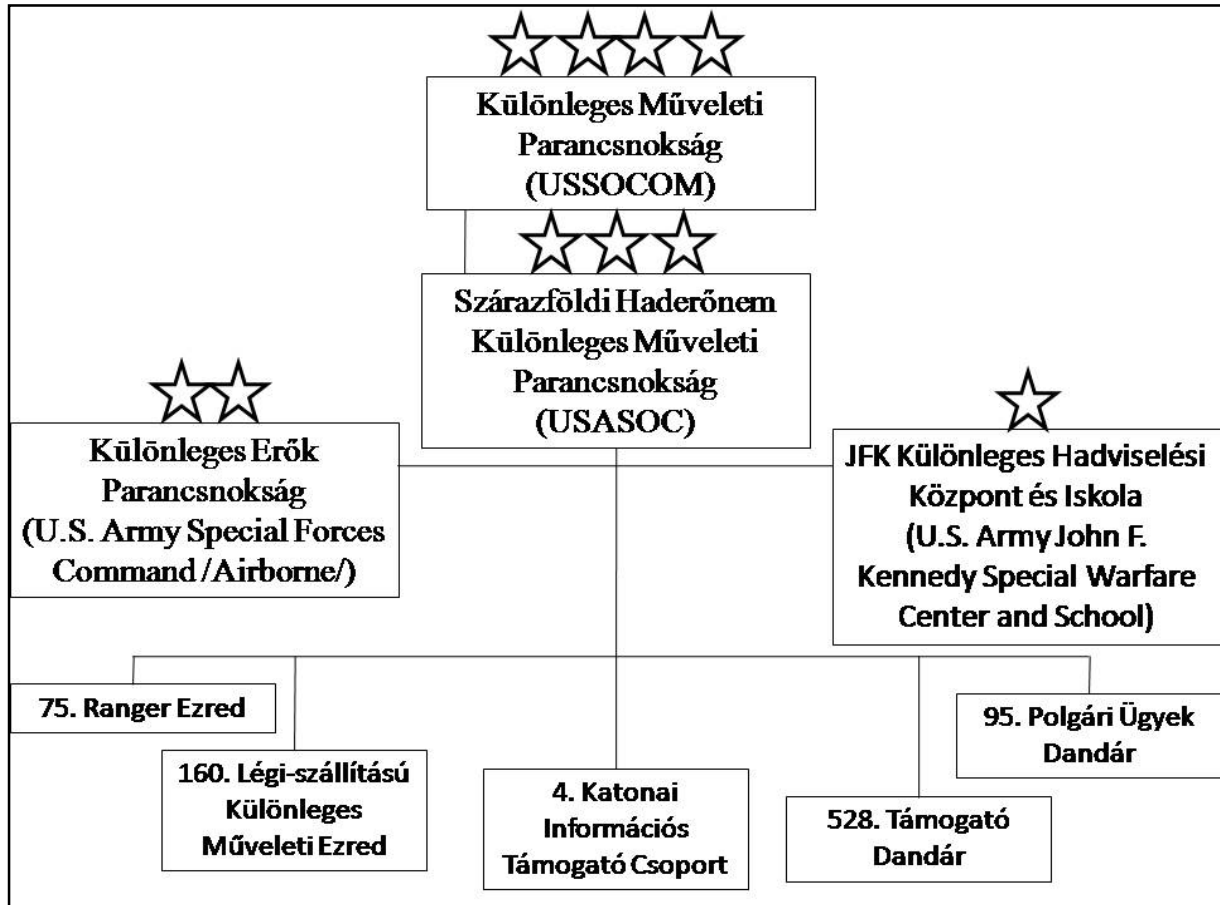 Különleges Műveleti
Parancsnokság
(USSOCOM)
Szárazföldi Haderőnem
Különleges Műveleti
Parancsnokság
(USASOC)
Különleges Erők
Parancsnokság
(U.S. Army Special Forces
Command /Airborne/)
JFK Különleges Hadviselési
Központ és Iskola
(U.S. Army John F.
Kennedy Special Warfare
Center and School)
75. Ranger Ezred
160. Légi-szállítású
Különleges
Műveleti Ezred
4. Katonai
Információs
Támogató Csoport
528. Támogató
Dandár
95. Polgári Ügyek
Dandár